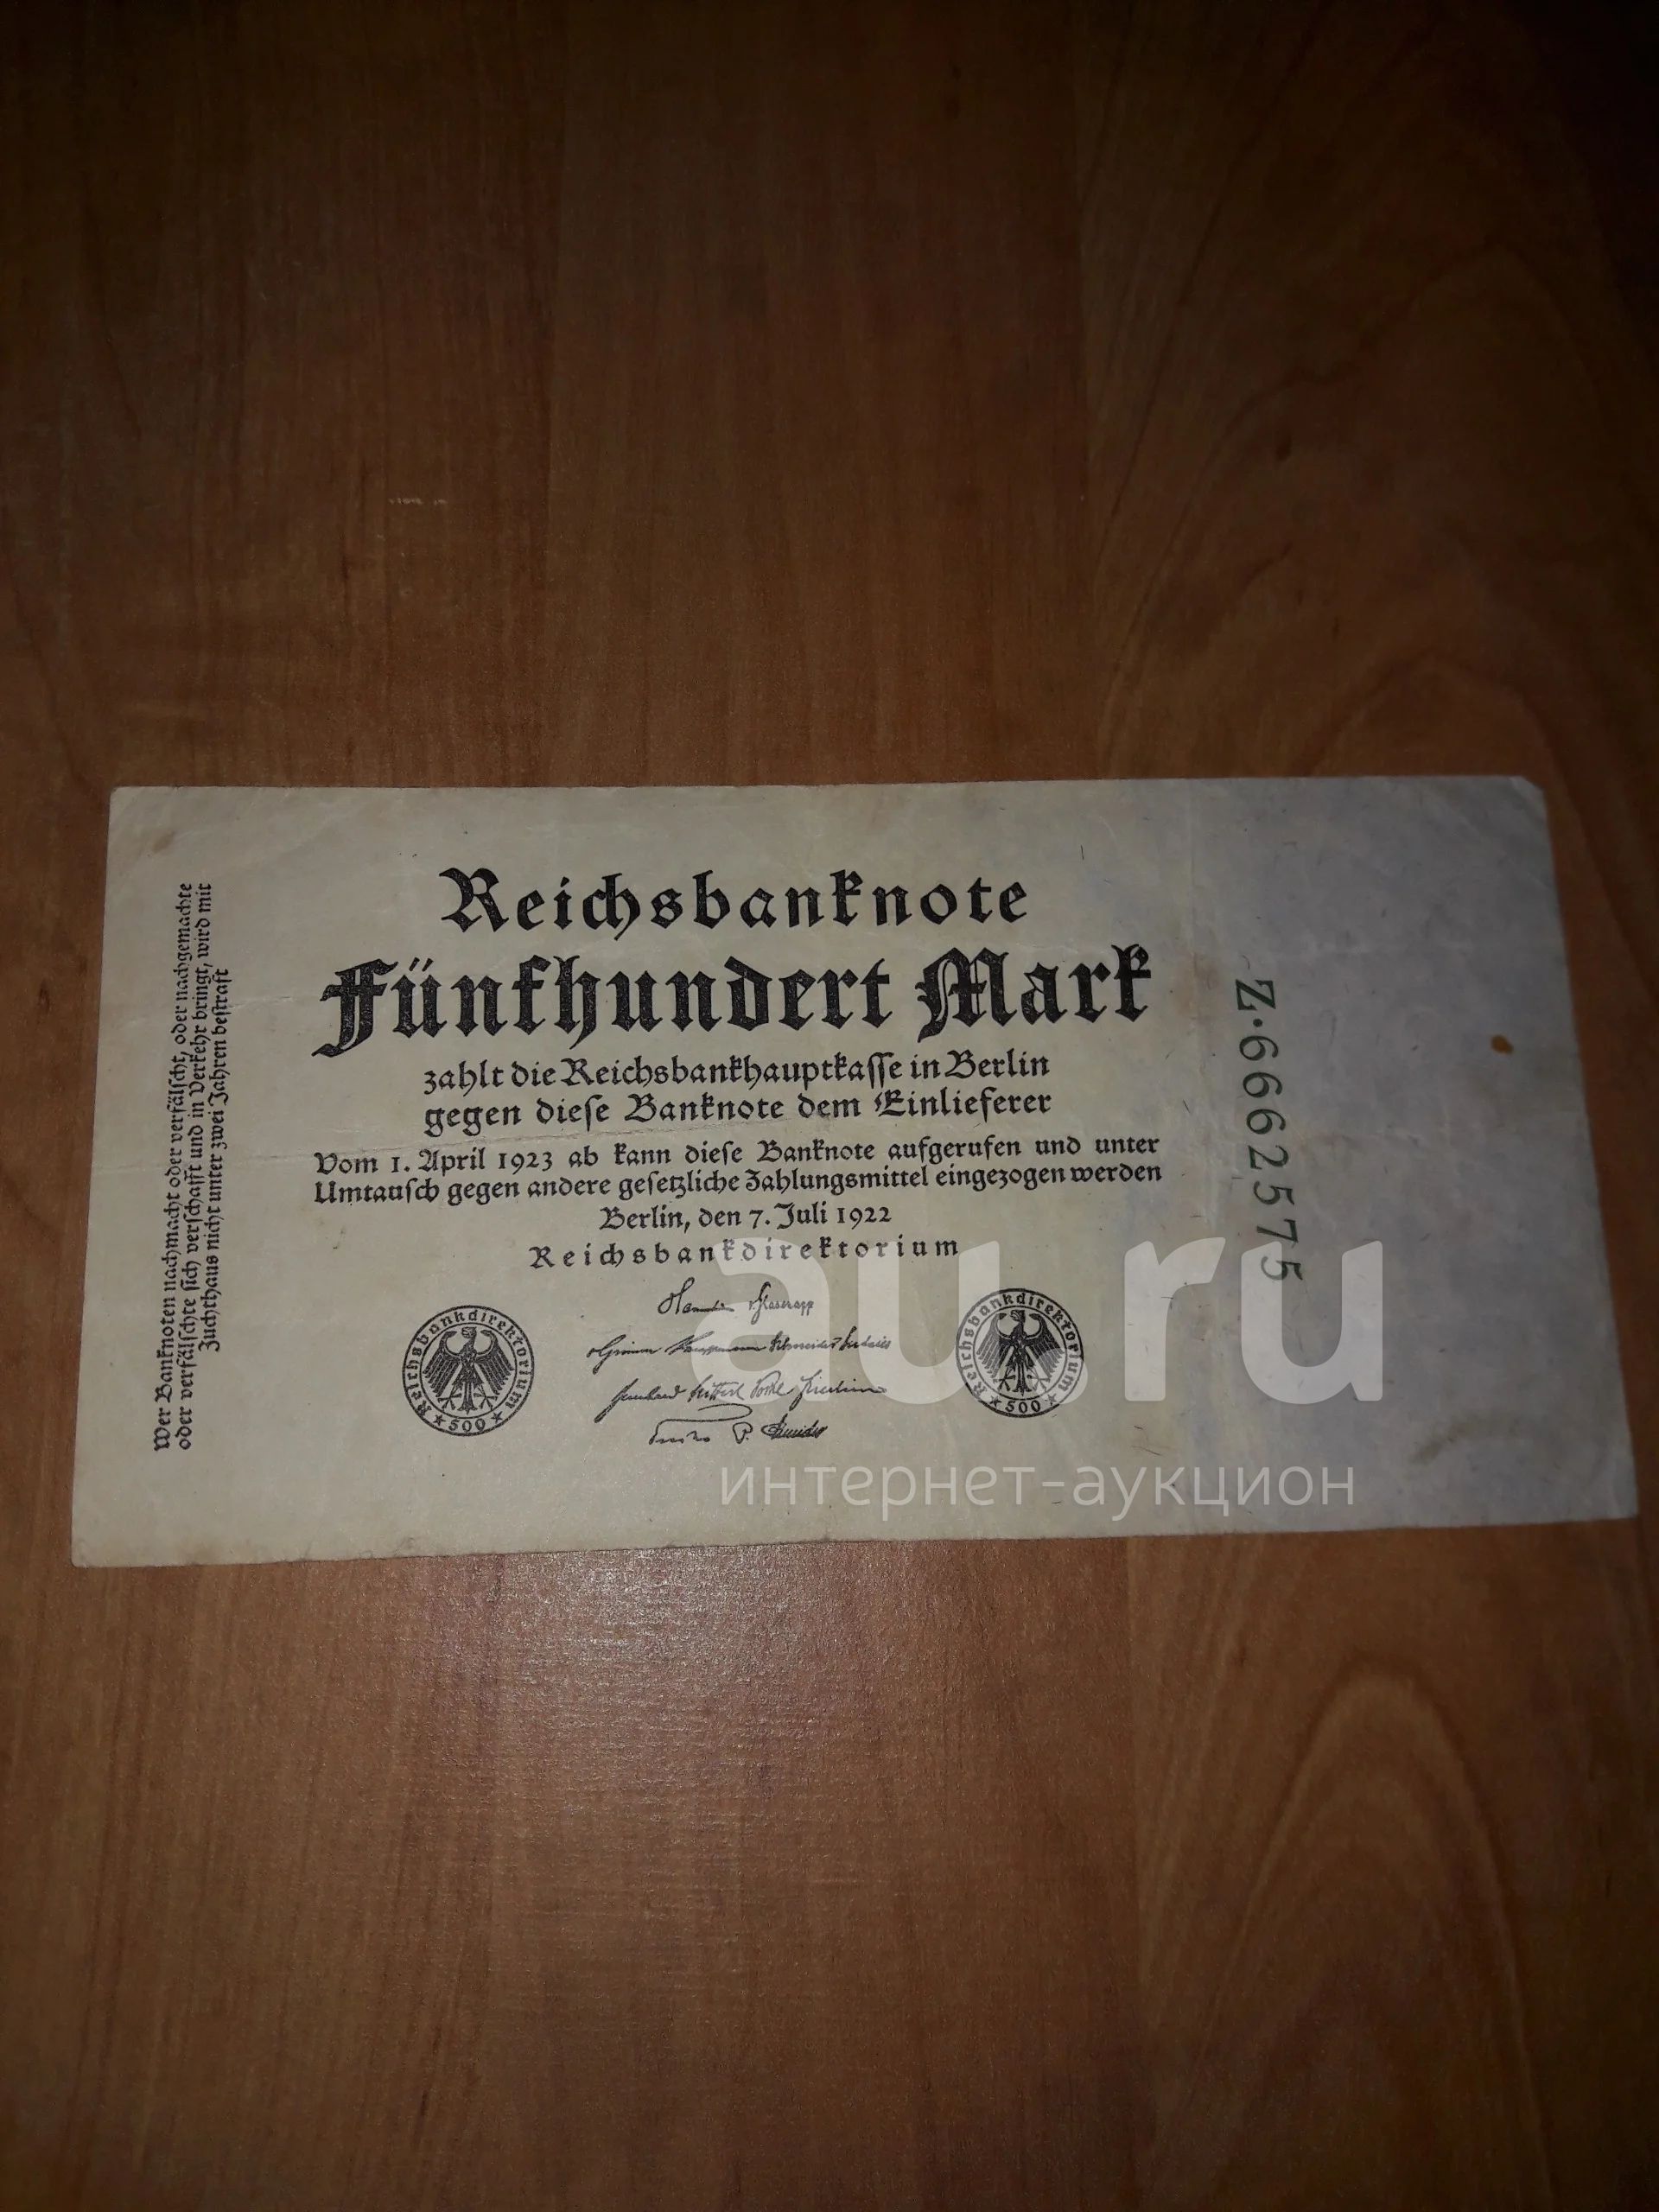 Reichsbanknote
Fünfhundert Mark
zahlt die Reichsbankhauptkasse in Berlin
gegen diese Banknote dem Einlieferer
Vom 1. April 1923 ab kann diese Banknote aufgerufen und unter
Umtausch gegen andere gesetzliche Zahlungsmittel eingezogen werden
Berlin, den 7. Juli 1922
Reichsbankdirektorium
Reichsbankdirektorium
★ 500 ★
Reichsbankdirektorium
★ 500 ★
Wer Banknoten nachmacht oder verfälscht, oder nachgemachte
oder verfälschte sich verschafft und in Verkehr bringt, wird mit
Zuchthaus nicht unter zwei Jahren bestraft
Z·6662575
au.ru
интернет-аукцион